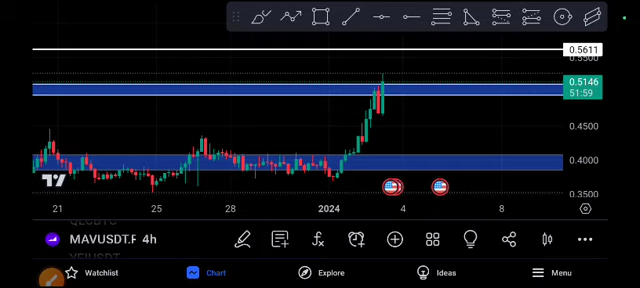 0.5611
0.5500
0.5146
51:59
0.4500
0.4000
0.3500
21 25 28 2024 4 8
MAVUSDT.P 4h
Watchlist Chart Explore Ideas Menu